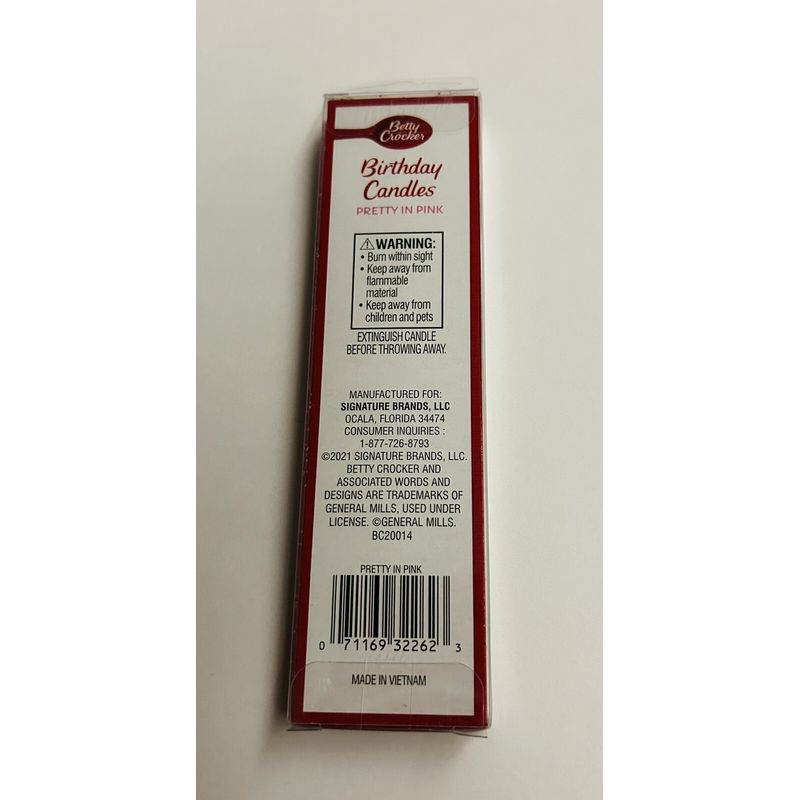 Betty
Crocker
Birthday
Candles
PRETTY IN PINK
⚠ WARNING:
• Burn within sight
• Keep away from
flammable
material
• Keep away from
children and pets
EXTINGUISH CANDLE
BEFORE THROWING AWAY.
MANUFACTURED FOR:
SIGNATURE BRANDS, LLC
OCALA, FLORIDA 34474
CONSUMER INQUIRIES :
1-877-726-8793
©2021 SIGNATURE BRANDS, LLC.
BETTY CROCKER AND
ASSOCIATED WORDS AND
DESIGNS ARE TRADEMARKS OF
GENERAL MILLS, USED UNDER
LICENSE. ©GENERAL MILLS.
BC20014
PRETTY IN PINK
0 71169 32262 3
MADE IN VIETNAM